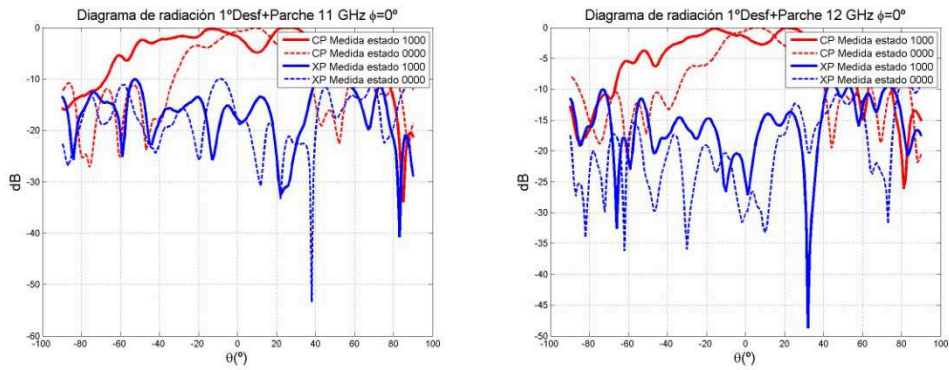 Diagrama de radiación 1ºDesf+Parche 11 GHz ϕ=0º
CP Medida estado 1000
CP Medida estado 0000
XP Medida estado 1000
XP Medida estado 0000
dB
0
-10
-20
-30
-40
-50
-60
-100
-80
-60
-40
-20
0
20
40
60
80
100
θ(º)
Diagrama de radiación 1ºDesf+Parche 12 GHz ϕ=0º
CP Medida estado 1000
CP Medida estado 0000
XP Medida estado 1000
XP Medida estado 0000
dB
0
-5
-10
-15
-20
-25
-30
-35
-40
-45
-50
-100
-80
-60
-40
-20
0
20
40
60
80
100
θ(º)